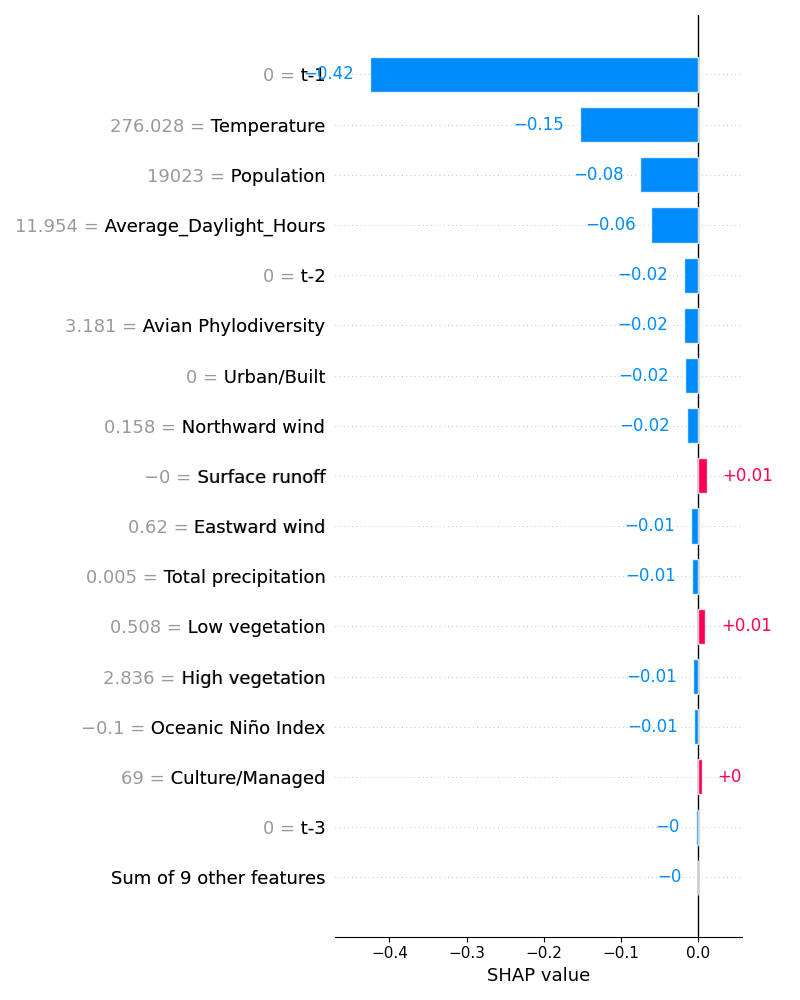 0 = t-1 −0.42
276.028 = Temperature −0.15
19023 = Population −0.08
11.954 = Average_Daylight_Hours −0.06
0 = t-2 −0.02
3.181 = Avian Phylodiversity −0.02
0 = Urban/Built −0.02
0.158 = Northward wind −0.02
−0 = Surface runoff +0.01
0.62 = Eastward wind −0.01
0.005 = Total precipitation −0.01
0.508 = Low vegetation +0.01
2.836 = High vegetation −0.01
−0.1 = Oceanic Niño Index −0.01
69 = Culture/Managed +0
0 = t-3 −0
Sum of 9 other features −0
−0.4 −0.3 −0.2 −0.1 0.0
SHAP value